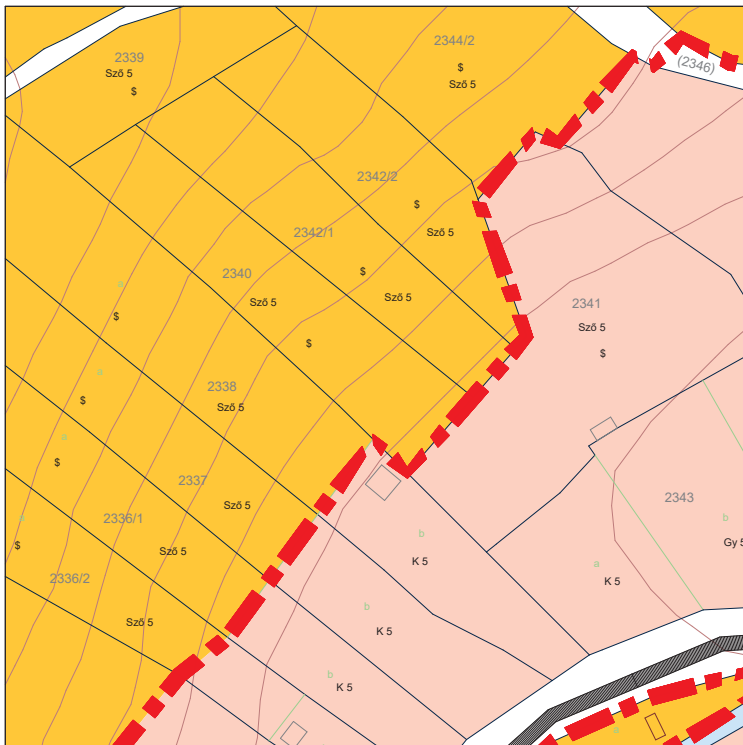 2344/2
$
Sző 5
2339
Sző 5
$
(2346)
2342/2
$
Sző 5
2342/1
$
Sző 5
2340
Sző 5
$
2341
Sző 5
$
a
$
a
$
2338
Sző 5
a
$
2337
Sző 5
a
$
2336/1
Sző 5
2336/2
Sző 5
2343
b
Gy 5
b
K 5
a
K 5
b
K 5
b
K 5
a